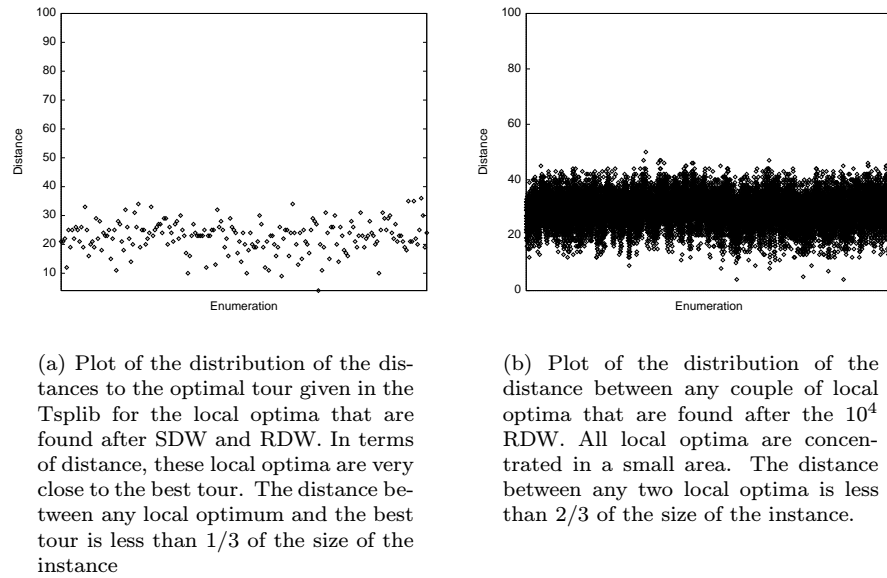 100
90
80
70
60
50
40
30
20
10
Distance
Enumeration
100
80
60
40
20
0
Distance
Enumeration
(a) Plot of the distribution of the dis-
tances to the optimal tour given in the
Tsplib for the local optima that are
found after SDW and RDW. In terms
of distance, these local optima are very
close to the best tour. The distance be-
tween any local optimum and the best
tour is less than 1/3 of the size of the
instance
(b) Plot of the distribution of the
distance between any couple of local
optima that are found after the 10⁴
RDW. All local optima are concen-
trated in a small area. The distance
between any two local optima is less
than 2/3 of the size of the instance.